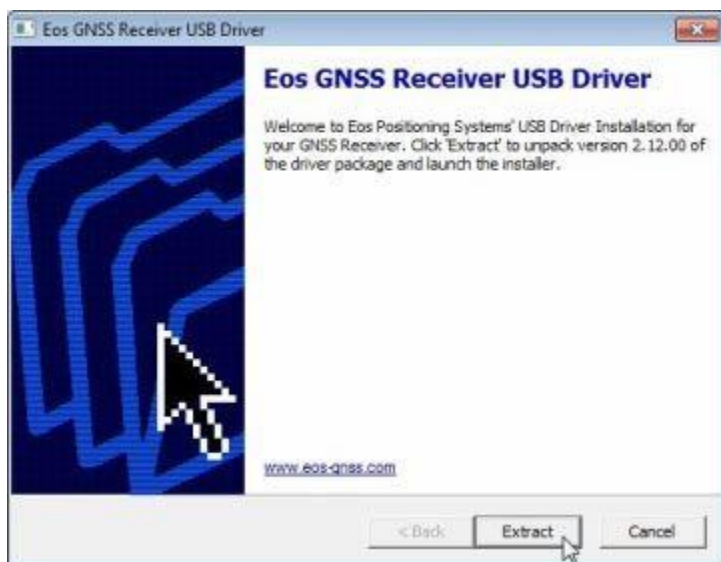 Eos GNSS Receiver USB Driver
Eos GNSS Receiver USB Driver
Welcome to Eos Positioning Systems' USB Driver Installation for
your GNSS Receiver. Click 'Extract' to unpack version 2.12.00 of
the driver package and launch the installer.
www.eos-gnss.com
< Back Extract Cancel